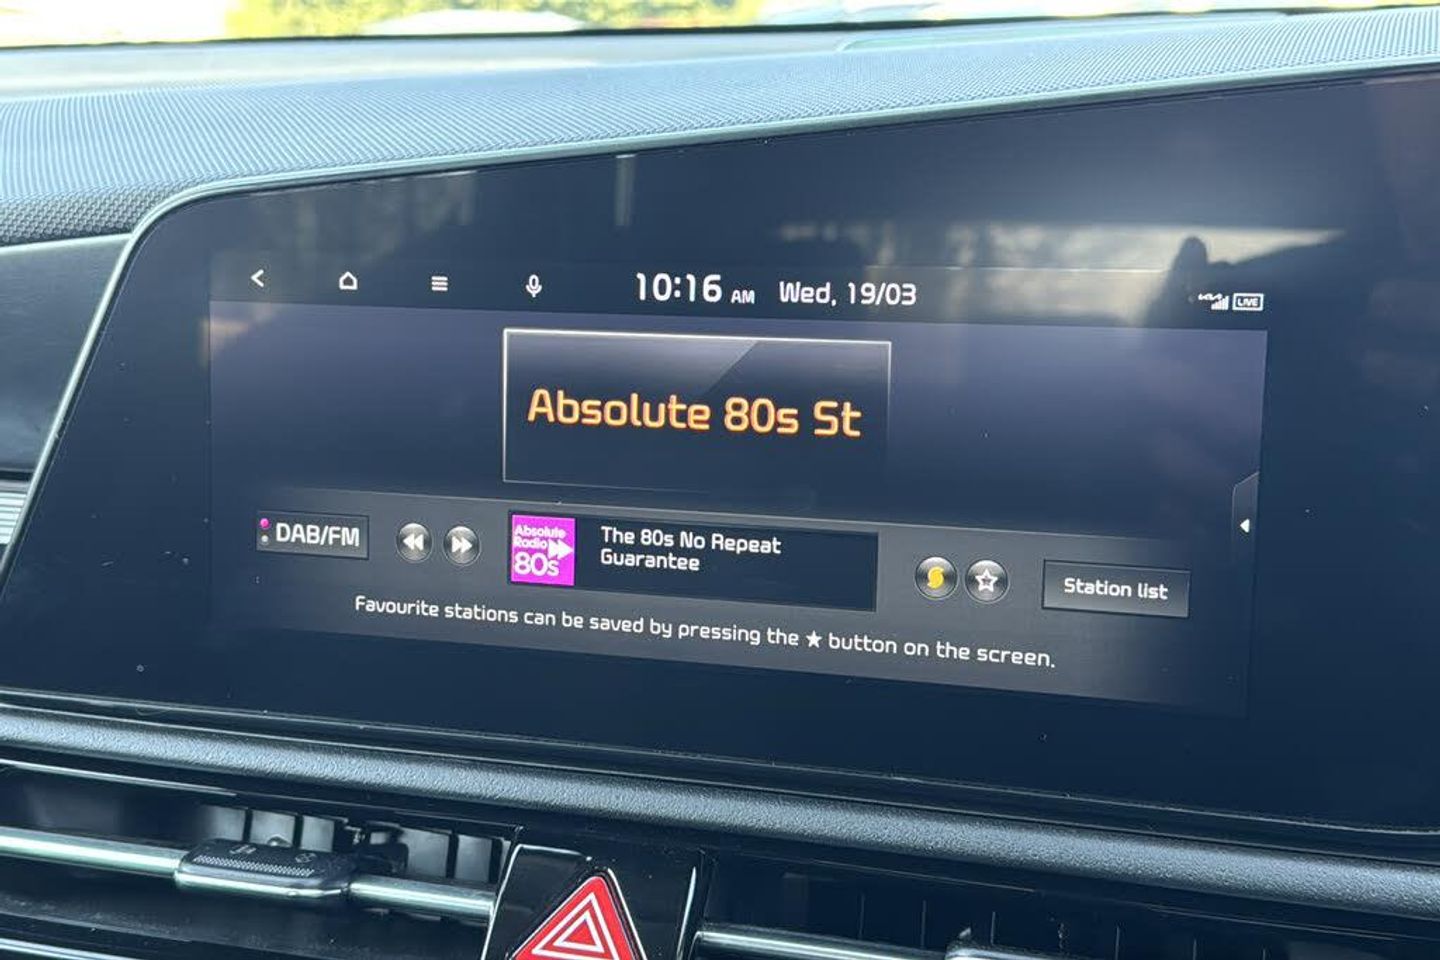 10:16 AM Wed, 19/03
LIVE
Absolute 80s St
DAB/FM
Absolute
Radio
80s
The 80s No Repeat
Guarantee
Station list
Favourite stations can be saved by pressing the ★ button on the screen.